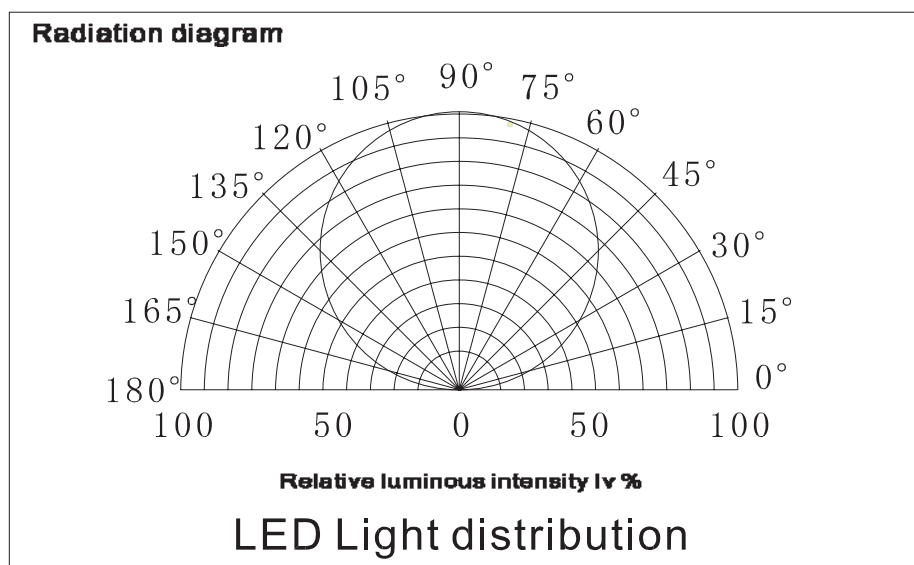 Radiation diagram
90°
105° 75°
120° 60°
135° 45°
150° 30°
165° 15°
180° 0°
100 50 0 50 100
Relative luminous intensity Iv %
LED Light distribution